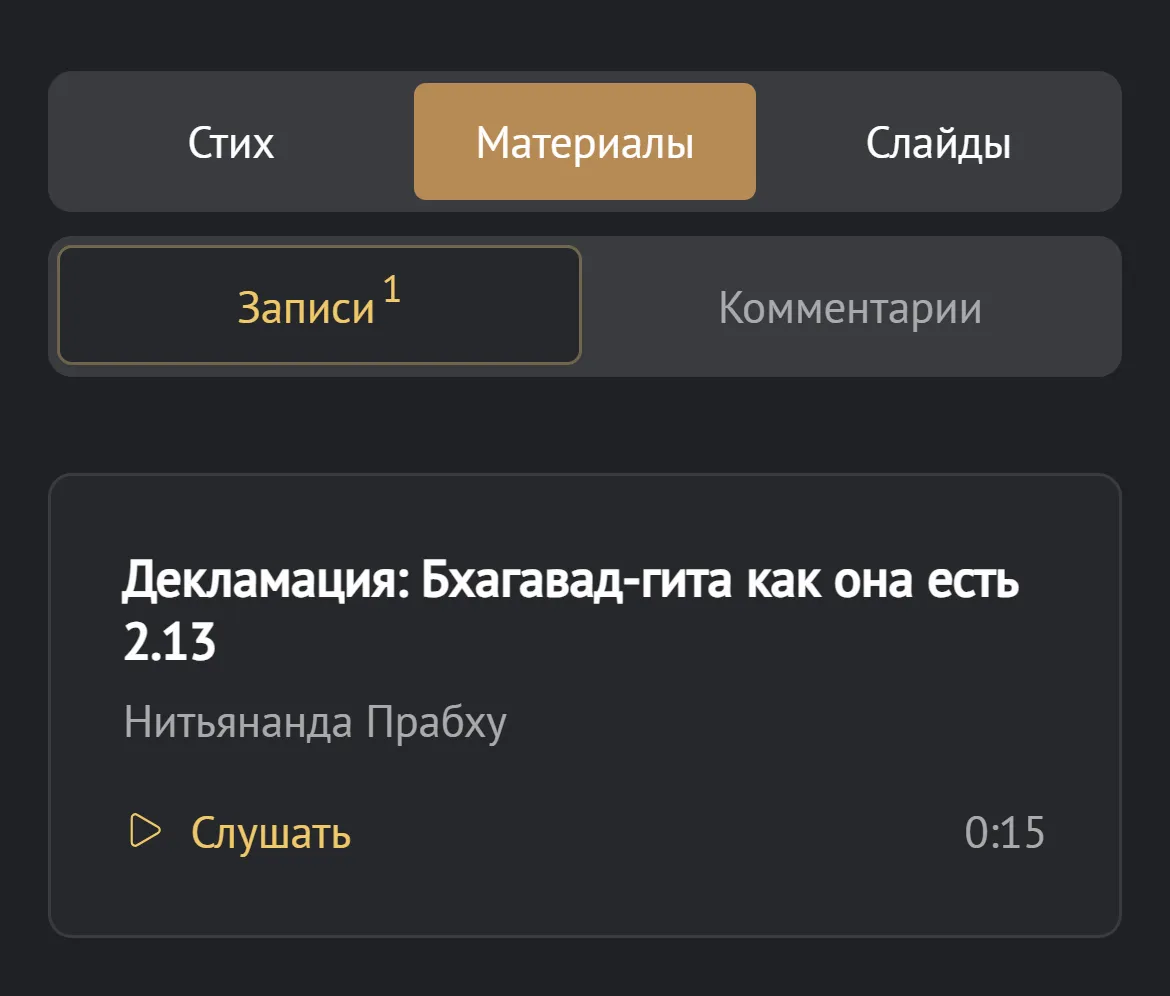 Стих Материалы Слайды
Записи 1 Комментарии
Декламация: Бхагавад-гита как она есть
2.13
Нитьянанда Прабху
Слушать 0:15